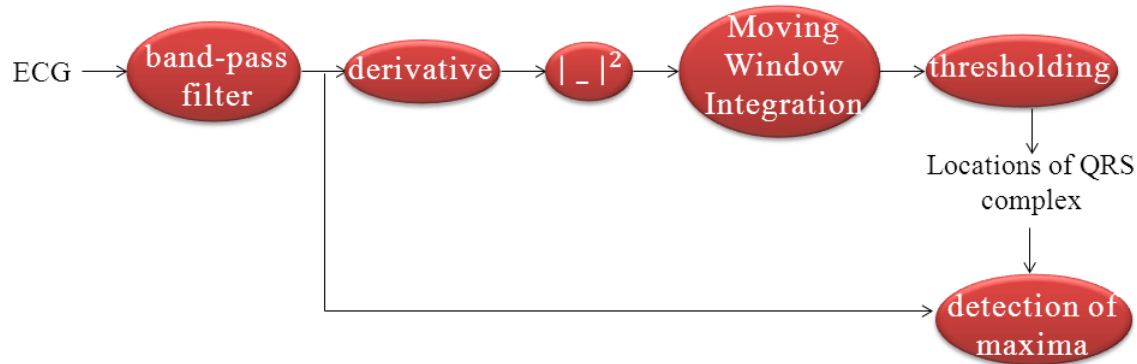 ECG
band-pass
filter
derivative
|_|²
Moving
Window
Integration
thresholding
Locations of QRS
complex
detection of
maxima